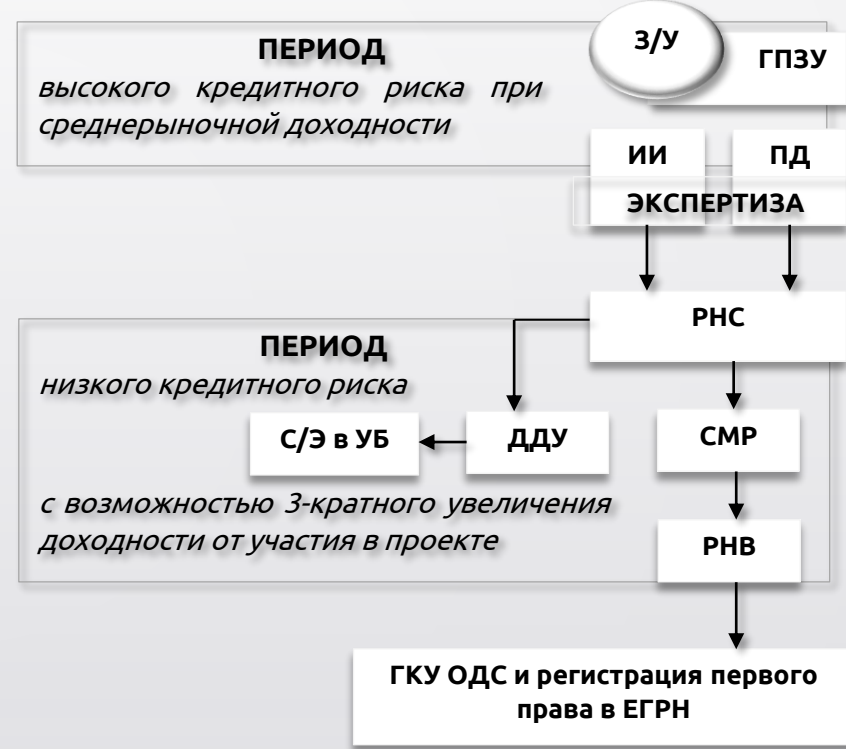 З/У
ГПЗУ
ПЕРИОД
высокого кредитного риска при
среднерыночной доходности
ИИ
ПД
ЭКСПЕРТИЗА
РНС
ПЕРИОД
низкого кредитного риска
С/Э в УБ
ДДУ
СМР
с возможностью 3-кратного увеличения
доходности от участия в проекте
РНВ
ГКУ ОДС и регистрация первого
права в ЕГРН